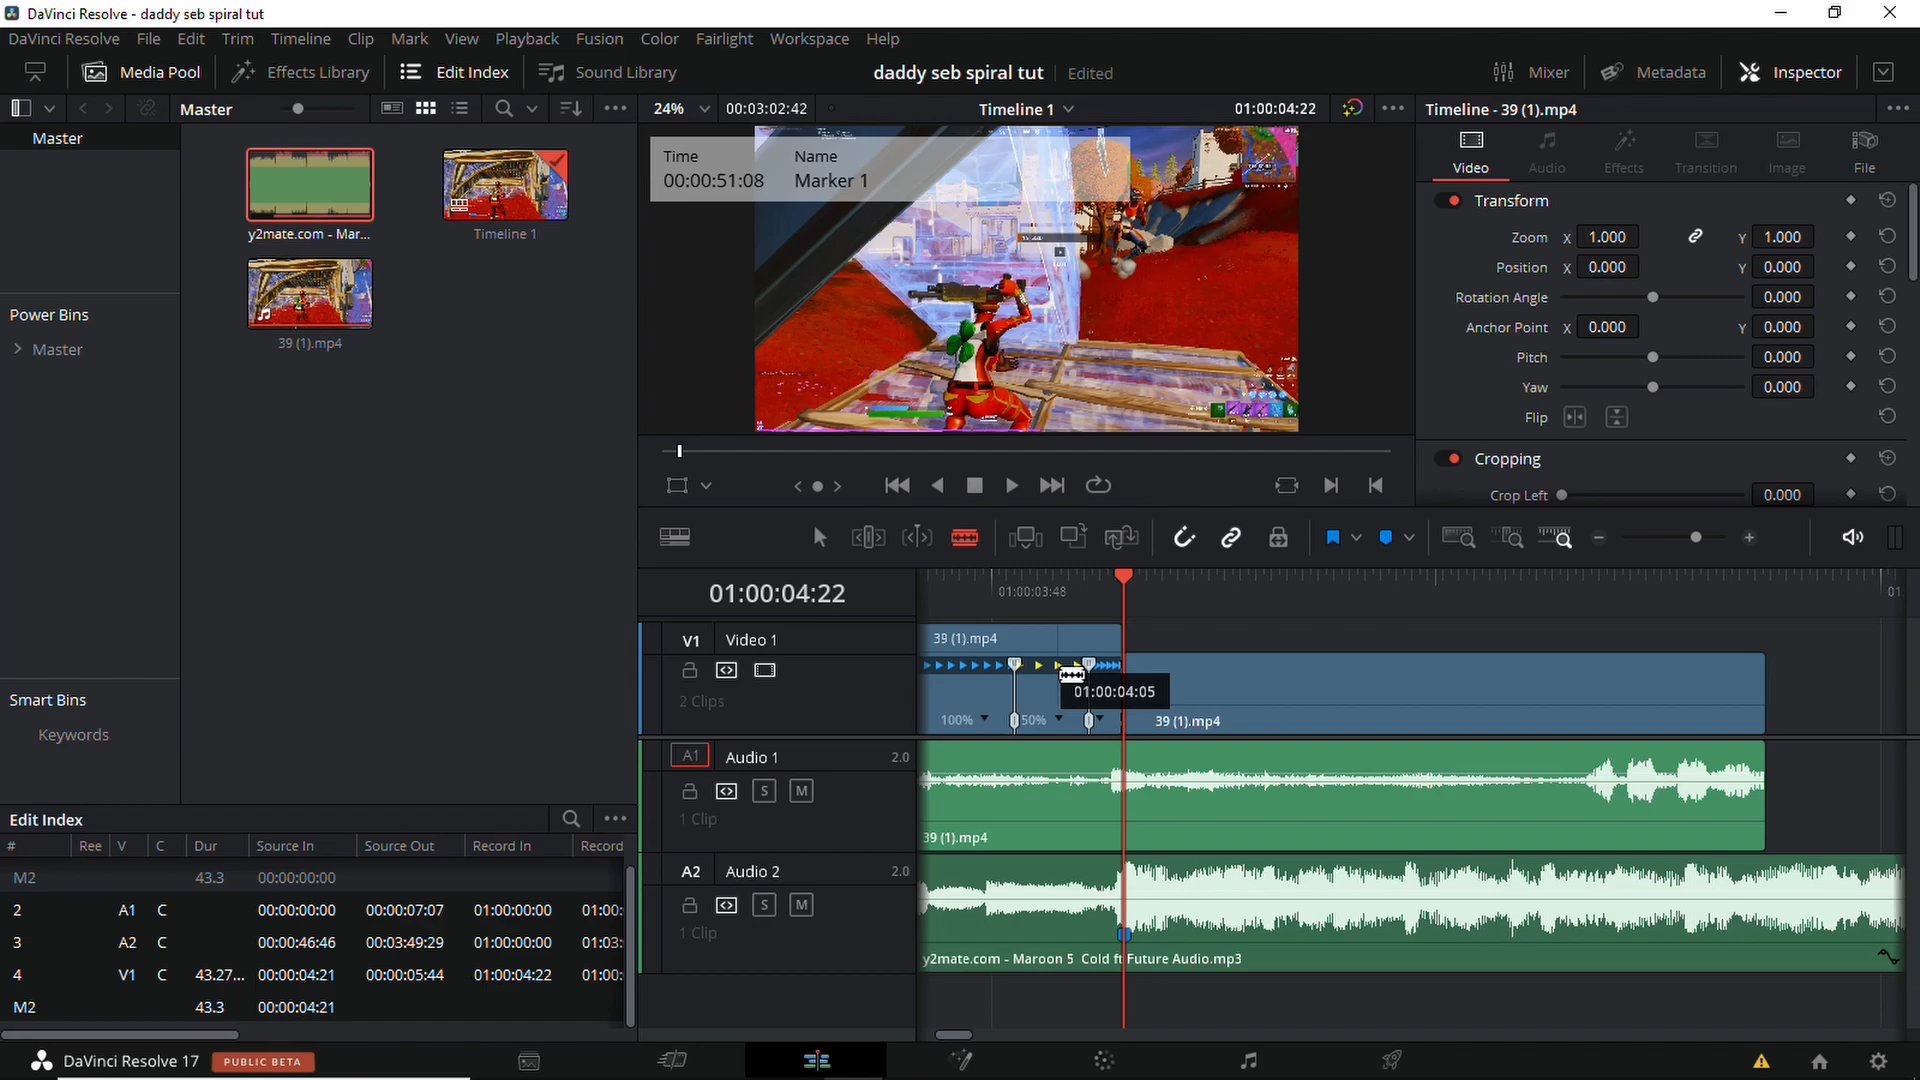 DaVinci Resolve - daddy seb spiral tut
DaVinci Resolve File Edit Trim Timeline Clip Mark View Playback Fusion Color Fairlight Workspace Help
Media Pool Effects Library Edit Index Sound Library daddy seb spiral tut Edited Mixer Metadata Inspector
Master 24% 00:03:02:42 Timeline 1 01:00:04:22 Timeline - 39 (1).mp4
Master
Time Name
00:00:51:08 Marker 1
Video Audio Effects Transition Image File
y2mate.com - Mar...
Timeline 1
39 (1).mp4
Power Bins
Master
Smart Bins
Keywords
Transform
Zoom X 1.000 Y 1.000
Position X 0.000 Y 0.000
Rotation Angle 0.000
Anchor Point X 0.000 Y 0.000
Pitch 0.000
Yaw 0.000
Flip
Cropping
Crop Left 0.000
01:00:04:22
01:00:03:48
01
V1 Video 1
2 Clips
39 (1).mp4
01:00:04:05
100% 50% 39 (1).mp4
A1 Audio 1 2.0
S M
1 Clip
39 (1).mp4
A2 Audio 2 2.0
S M
1 Clip
y2mate.com - Maroon 5 Cold ft Future Audio.mp3
Edit Index
# Ree V C Dur Source In Source Out Record In Record
M2 43.3 00:00:00:00
2 A1 C 00:00:00:00 00:00:07:07 01:00:00:00 01:00:
3 A2 C 00:00:46:46 00:03:49:29 01:00:00:00 01:03:
4 V1 C 43.27... 00:00:04:21 00:00:05:44 01:00:04:22 01:00:
M2 43.3 00:00:04:21
DaVinci Resolve 17 PUBLIC BETA